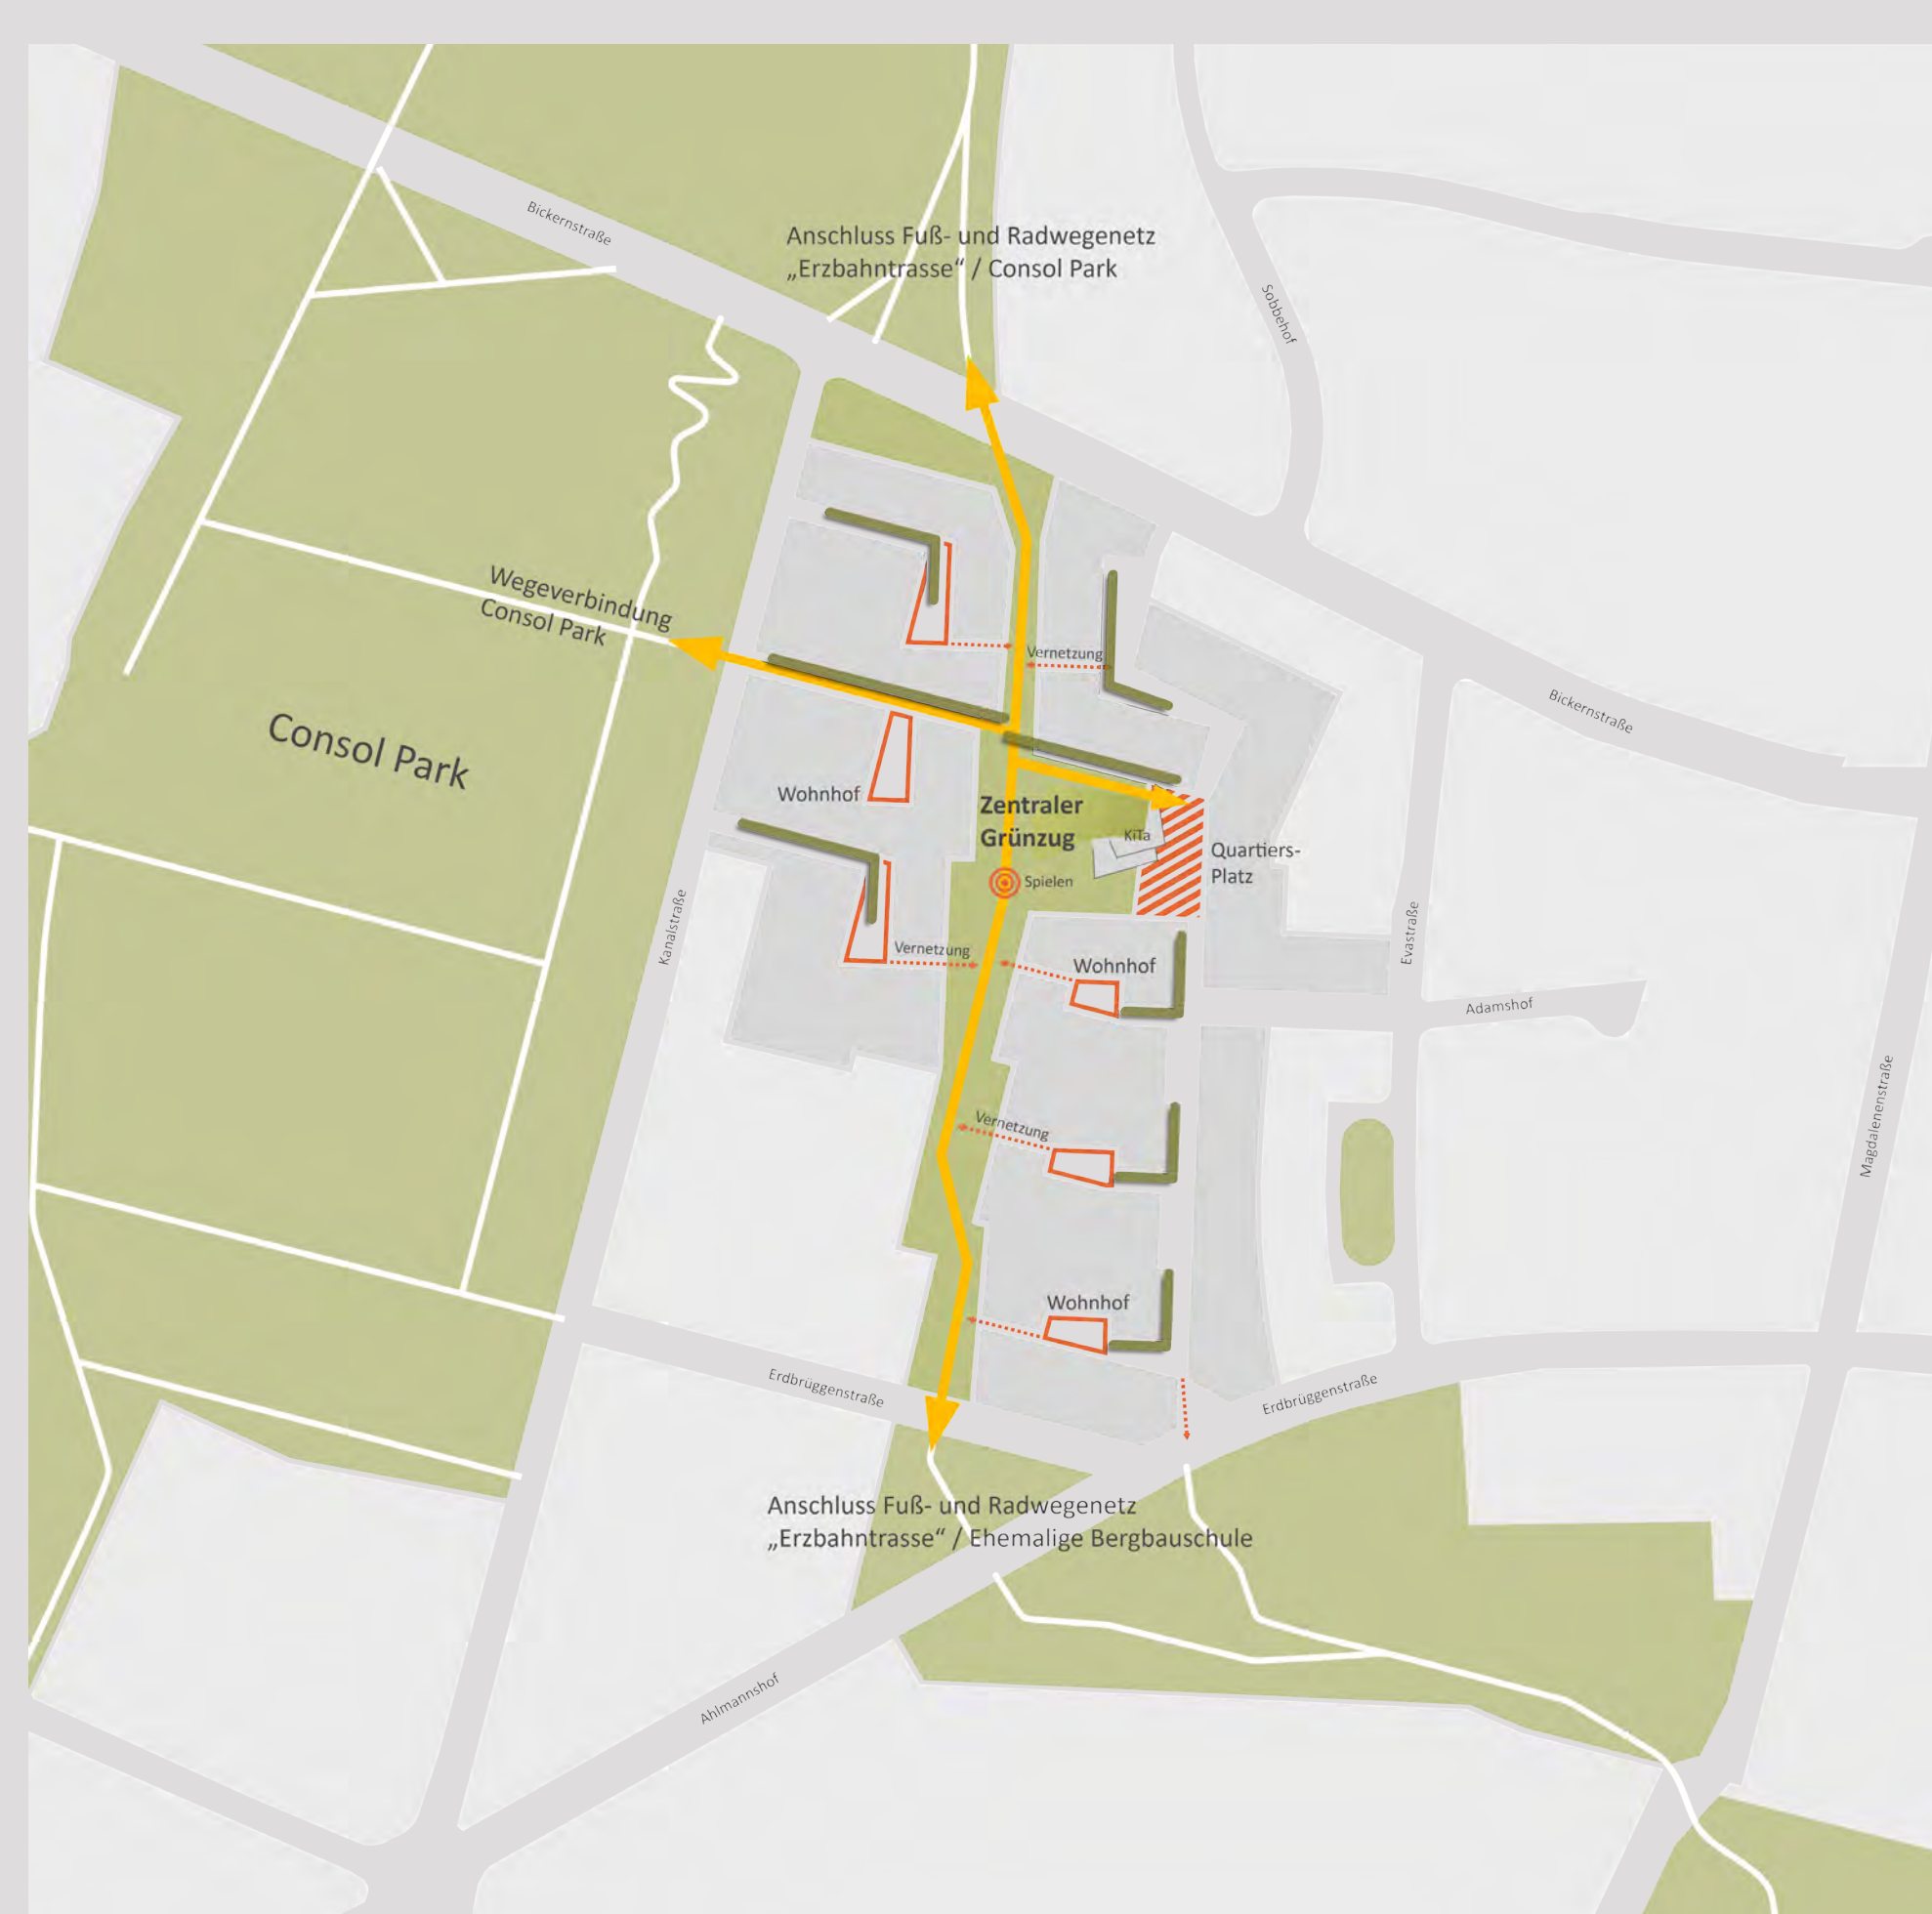 Bickernstraße
Anschluss Fuß- und Radwegenetz
„Erzbahntrasse“ / Consol Park
Sobbehof
Wegeverbindung
Consol Park
Vernetzung
Consol Park
Bickernstraße
Wohnhof
Zentraler
Grünzug
KiTa
Quartiers-
Platz
Spielen
Kanalstraße
Evastraße
Vernetzung
Wohnhof
Adamshof
Magdalenenstraße
Vernetzung
Wohnhof
Erdbrüggenstraße
Erdbrüggenstraße
Anschluss Fuß- und Radwegenetz
„Erzbahntrasse“ / Ehemalige Bergbauschule
Ahlmannshof